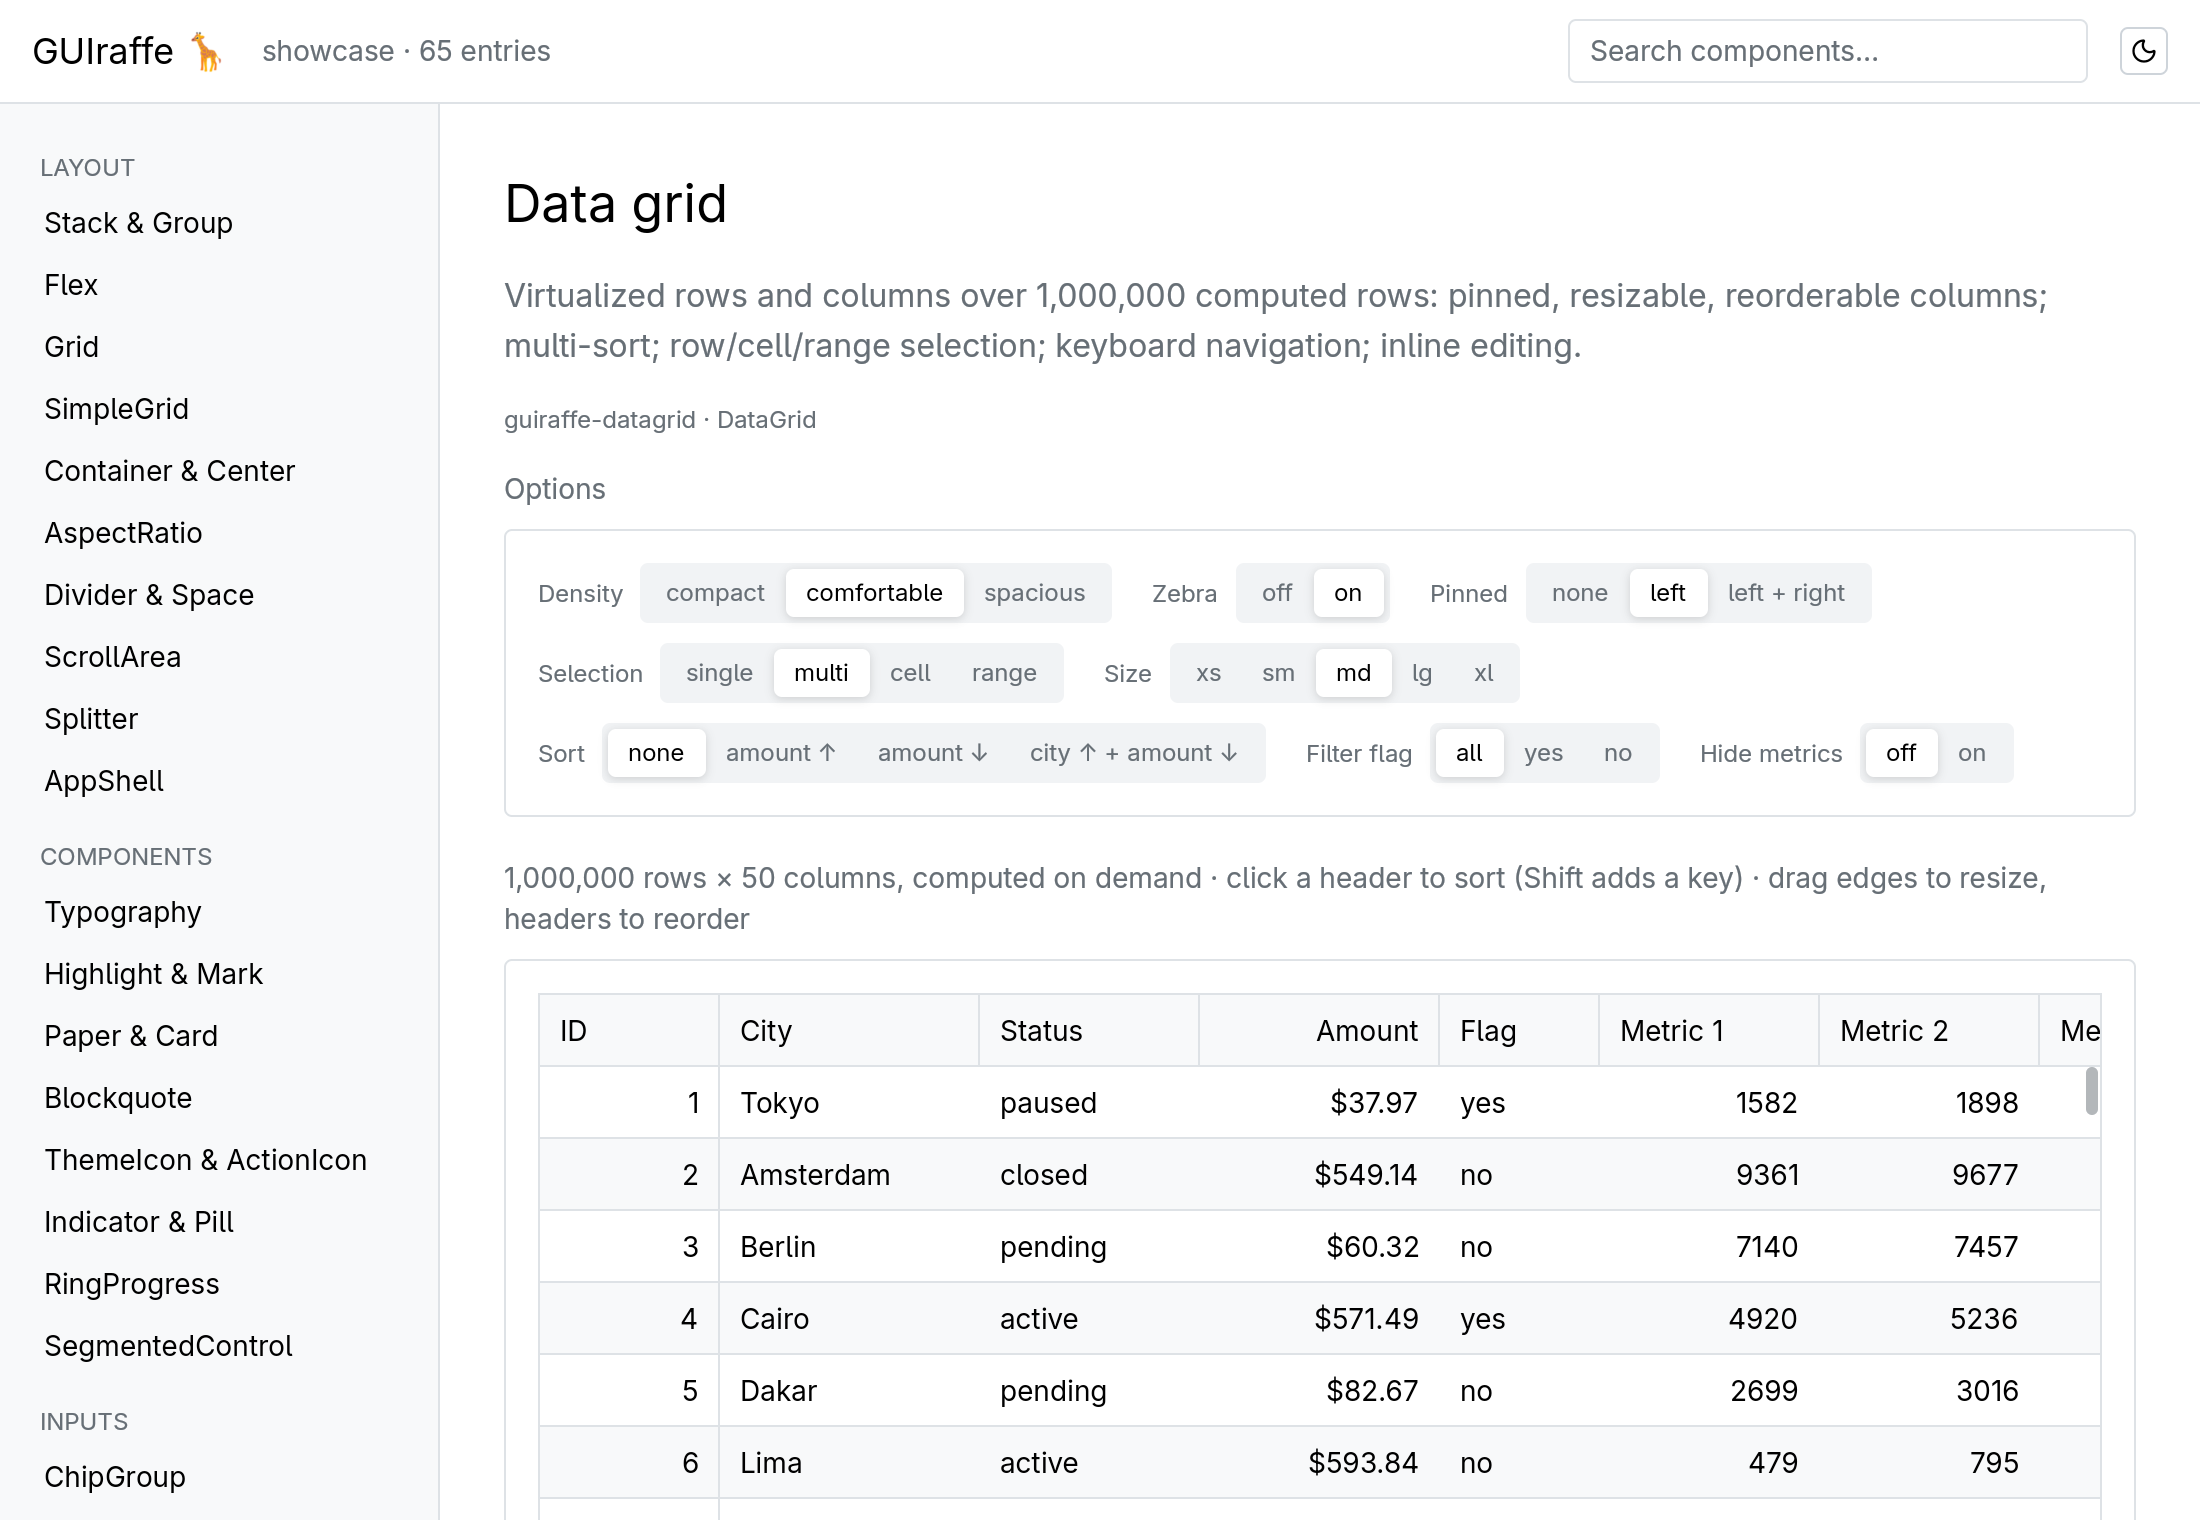 GUIraffe 🦒 showcase · 65 entries Search components...
LAYOUT
Stack & Group
Flex
Grid
SimpleGrid
Container & Center
AspectRatio
Divider & Space
ScrollArea
Splitter
AppShell
COMPONENTS
Typography
Highlight & Mark
Paper & Card
Blockquote
ThemeIcon & ActionIcon
Indicator & Pill
RingProgress
SegmentedControl
INPUTS
ChipGroup
Data grid
Virtualized rows and columns over 1,000,000 computed rows: pinned, resizable, reorderable columns;
multi-sort; row/cell/range selection; keyboard navigation; inline editing.
guiraffe-datagrid · DataGrid
Options
Density compact comfortable spacious Zebra off on Pinned none left left + right
Selection single multi cell range Size xs sm md lg xl
Sort none amount ↑ amount ↓ city ↑ + amount ↓ Filter flag all yes no Hide metrics off on
1,000,000 rows × 50 columns, computed on demand · click a header to sort (Shift adds a key) · drag edges to resize,
headers to reorder
ID City Status Amount Flag Metric 1 Metric 2 Me
1 Tokyo paused $37.97 yes 1582 1898
2 Amsterdam closed $549.14 no 9361 9677
3 Berlin pending $60.32 no 7140 7457
4 Cairo active $571.49 yes 4920 5236
5 Dakar pending $82.67 no 2699 3016
6 Lima active $593.84 no 479 795